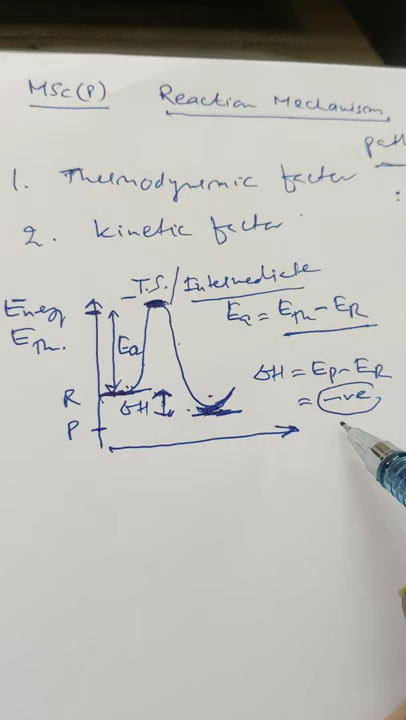 MSc(P) Reaction Mechanism,
path
1. Thermodynamic factor :
2. Kinetic factor
T.S./Intermediate
Energy
ETh.
Ea
Ea = ETh - ER
ΔH = EP - ER
= -ve
R
ΔH
P